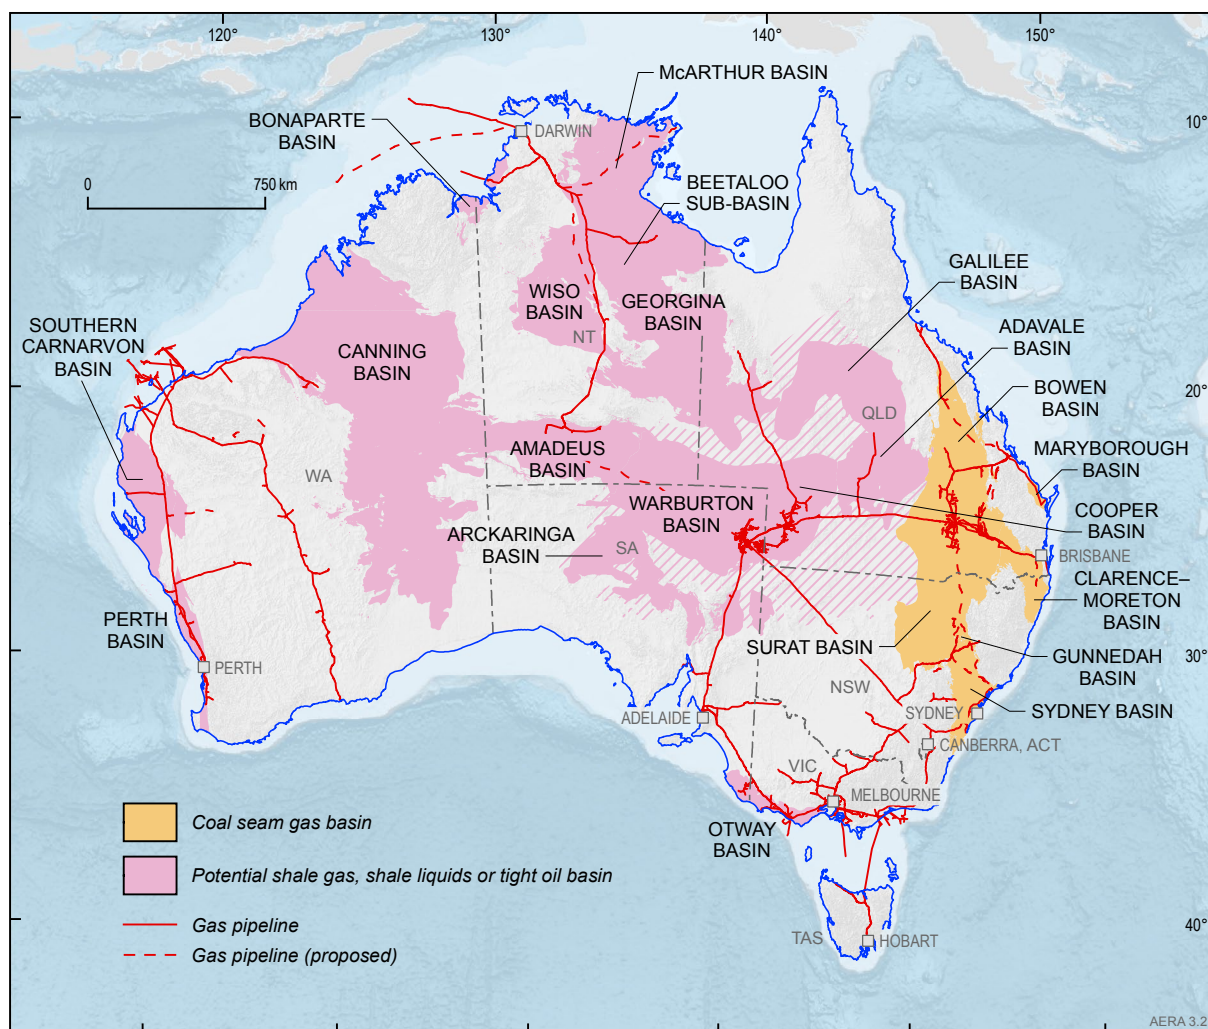 120°
130°
140°
150°
10°
20°
30°
40°
0
750 km
McARTHUR BASIN
BONAPARTE
BASIN
DARWIN
BEETALOO
SUB-BASIN
GALILEE
BASIN
WISO
BASIN
GEORGINA
BASIN
NT
SOUTHERN
CARNARVON
BASIN
ADAVALE
BASIN
CANNING
BASIN
BOWEN
BASIN
QLD
MARYBOROUGH
BASIN
AMADEUS
BASIN
WA
WARBURTON
BASIN
COOPER
BASIN
ARCKARINGA
BASIN
SA
BRISBANE
CLARENCE–
MORETON
BASIN
PERTH
BASIN
SURAT BASIN
GUNNEDAH
BASIN
PERTH
NSW
SYDNEY
SYDNEY BASIN
ADELAIDE
CANBERRA, ACT
VIC
MELBOURNE
OTWAY
BASIN
TAS
HOBART
Coal seam gas basin
Potential shale gas, shale liquids or tight oil basin
Gas pipeline
Gas pipeline (proposed)
AERA 3.2